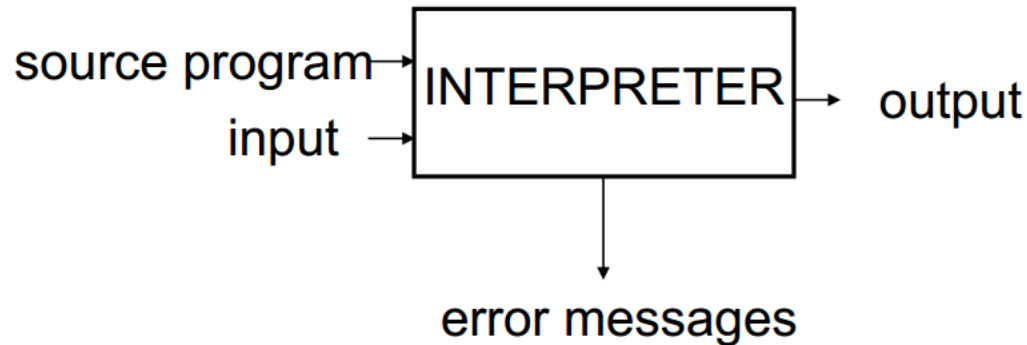 source program
INTERPRETER
output
input
error messages